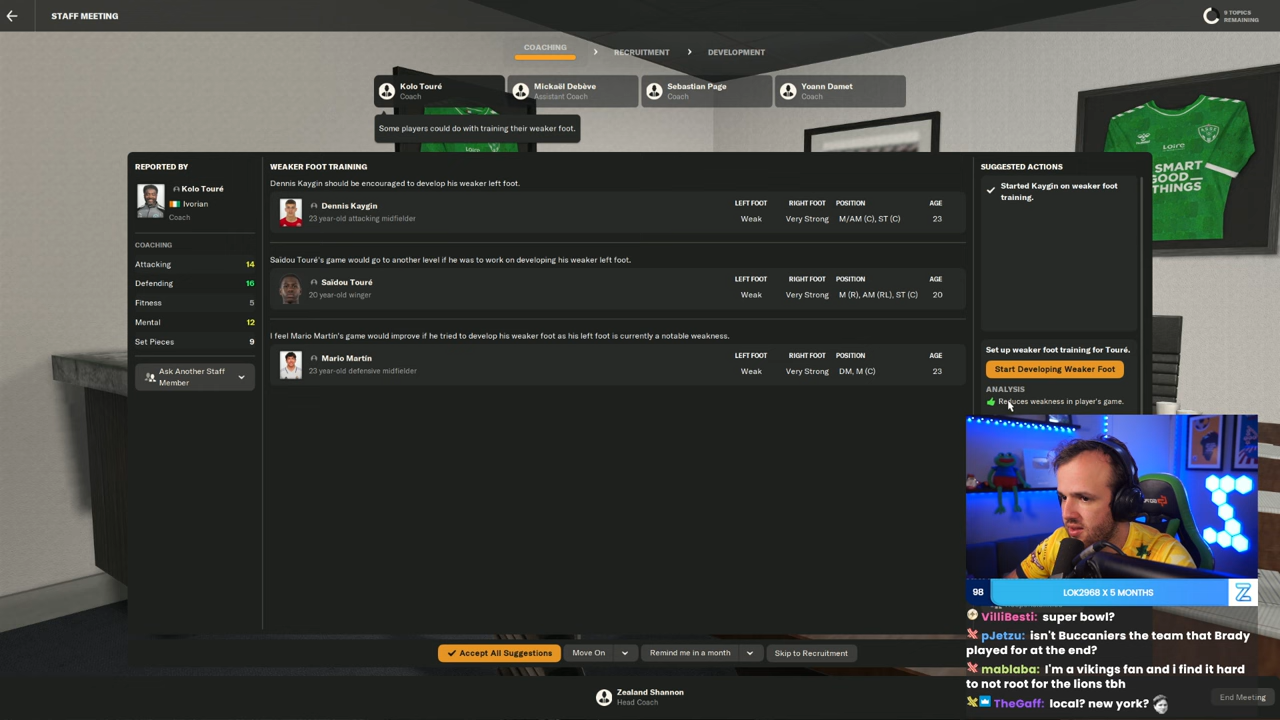 STAFF MEETING
9 TOPICS
REMAINING
COACHING
RECRUITMENT
DEVELOPMENT
Kolo Touré
Coach
Mickaël Debève
Assistant Coach
Sebastian Page
Coach
Yoann Damet
Coach
Some players could do with training their weaker foot.
Loire
SMART
GOOD
THINGS
REPORTED BY
Kolo Touré
Ivorian
Coach
COACHING
Attacking 14
Defending 16
Fitness 5
Mental 12
Set Pieces 9
Ask Another Staff
Member
WEAKER FOOT TRAINING
Dennis Kaygin should be encouraged to develop his weaker left foot.
Dennis Kaygin
23 year-old attacking midfielder
LEFT FOOT RIGHT FOOT POSITION AGE
Weak Very Strong M/AM (C), ST (C) 23
Saïdou Touré's game would go to another level if he was to work on developing his weaker left foot.
Saïdou Touré
20 year-old winger
LEFT FOOT RIGHT FOOT POSITION AGE
Weak Very Strong M (R), AM (RL), ST (C) 20
I feel Mario Martín's game would improve if he tried to develop his weaker foot as his left foot is currently a notable weakness.
Mario Martín
23 year-old defensive midfielder
LEFT FOOT RIGHT FOOT POSITION AGE
Weak Very Strong DM, M (C) 23
SUGGESTED ACTIONS
Started Kaygin on weaker foot
training.
Set up weaker foot training for Touré.
Start Developing Weaker Foot
ANALYSIS
Reduces weakness in player's game.
98 LOK2968 X 5 MONTHS
VilliBesti: super bowl?
pJetzu: isn't Buccaniers the team that Brady
played for at the end?
mablaba: I'm a vikings fan and i find it hard
to not root for the lions tbh
TheGaff: local? new york?
Accept All Suggestions
Move On
Remind me in a month
Skip to Recruitment
Zealand Shannon
Head Coach
End Meeting